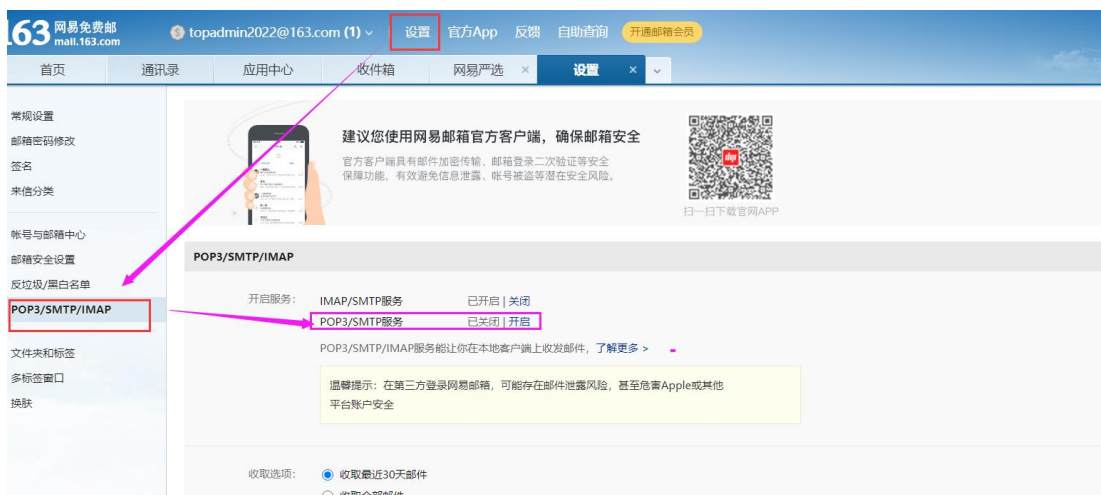 163 网易免费邮 mail.163.com topadmin2022@163.com (1) 设置 官方App 反馈 自助查询 开通邮箱会员
首页 通讯录 应用中心 收件箱 网易严选 × 设置 ×
常规设置
邮箱密码修改
签名
来信分类
帐号与邮箱中心
邮箱安全设置
反垃圾/黑白名单
POP3/SMTP/IMAP
文件夹和标签
多标签窗口
换肤
建议您使用网易邮箱官方客户端，确保邮箱安全
官方客户端具有邮件加密传输、邮箱登录二次验证等安全
保障功能，有效避免信息泄露、帐号被盗等潜在安全风险。
扫一扫下载官网APP
POP3/SMTP/IMAP
开启服务： IMAP/SMTP服务 已开启 | 关闭
POP3/SMTP服务 已关闭 | 开启
POP3/SMTP/IMAP服务能让你在本地客户端上收发邮件，了解更多 >
温馨提示：在第三方登录网易邮箱，可能存在邮件泄露风险，甚至危害Apple或其他
平台账户安全
收取选项： 收取最近30天邮件
收取全部邮件